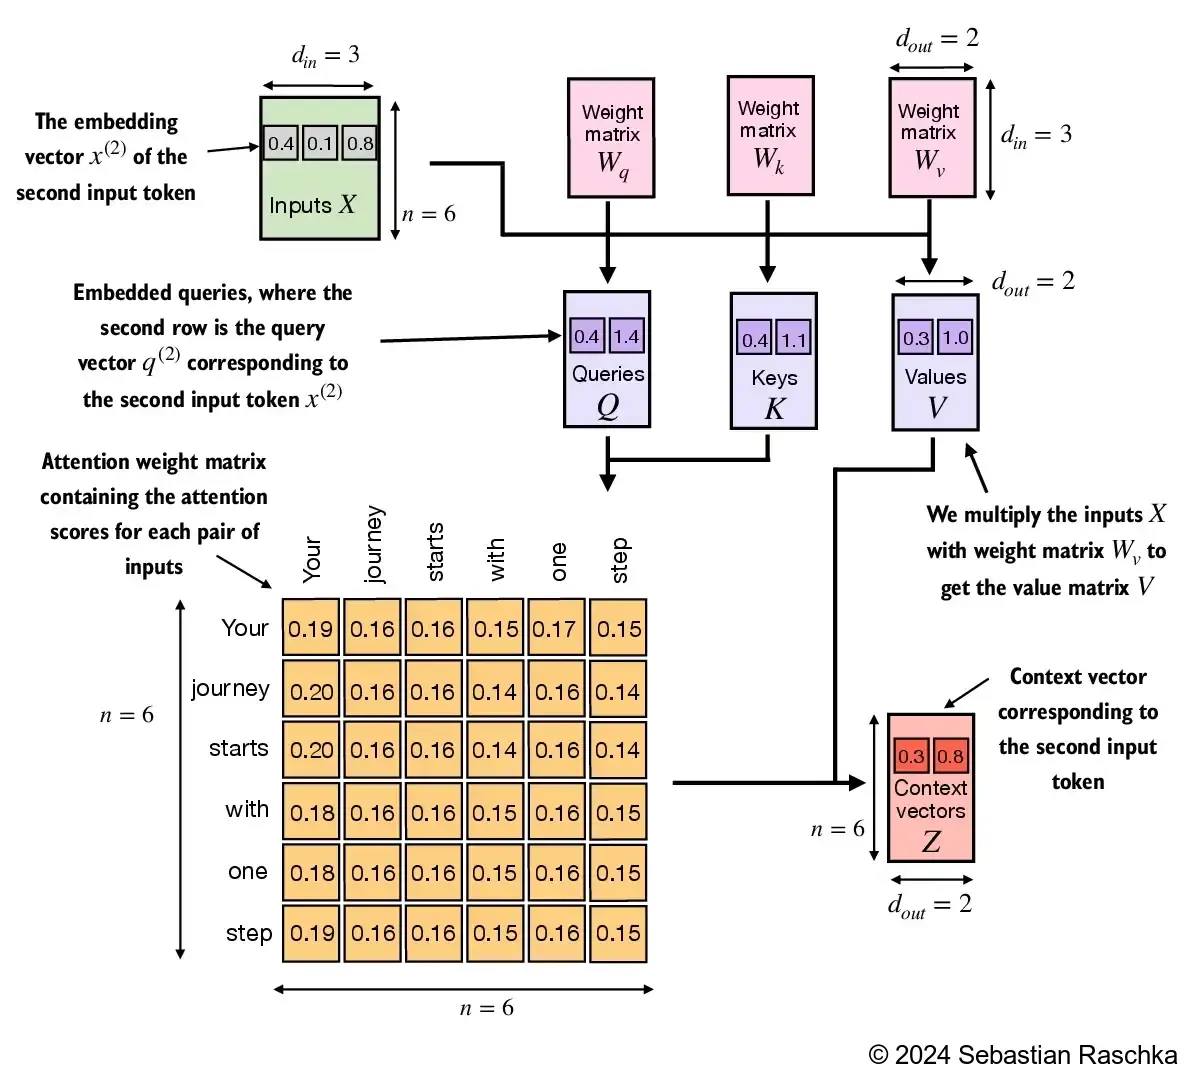 d_in = 3
d_out = 2
The embedding
vector x^(2) of the
second input token
0.4 0.1 0.8
Inputs X
n = 6
Weight
matrix
W_q
Weight
matrix
W_k
Weight
matrix
W_v
d_in = 3
Embedded queries, where the
second row is the query
vector q^(2) corresponding to
the second input token x^(2)
0.4 1.4
Queries
Q
0.4 1.1
Keys
K
d_out = 2
0.3 1.0
Values
V
We multiply the inputs X
with weight matrix W_v to
get the value matrix V
Attention weight matrix
containing the attention
scores for each pair of
inputs
Your journey starts with one step
Your 0.19 0.16 0.16 0.15 0.17 0.15
journey 0.20 0.16 0.16 0.14 0.16 0.14
starts 0.20 0.16 0.16 0.14 0.16 0.14
with 0.18 0.16 0.16 0.15 0.16 0.15
one 0.18 0.16 0.16 0.15 0.16 0.15
step 0.19 0.16 0.16 0.15 0.16 0.15
n = 6
n = 6
Context vector
corresponding to
the second input
token
0.3 0.8
Context
vectors
Z
n = 6
d_out = 2
© 2024 Sebastian Raschka